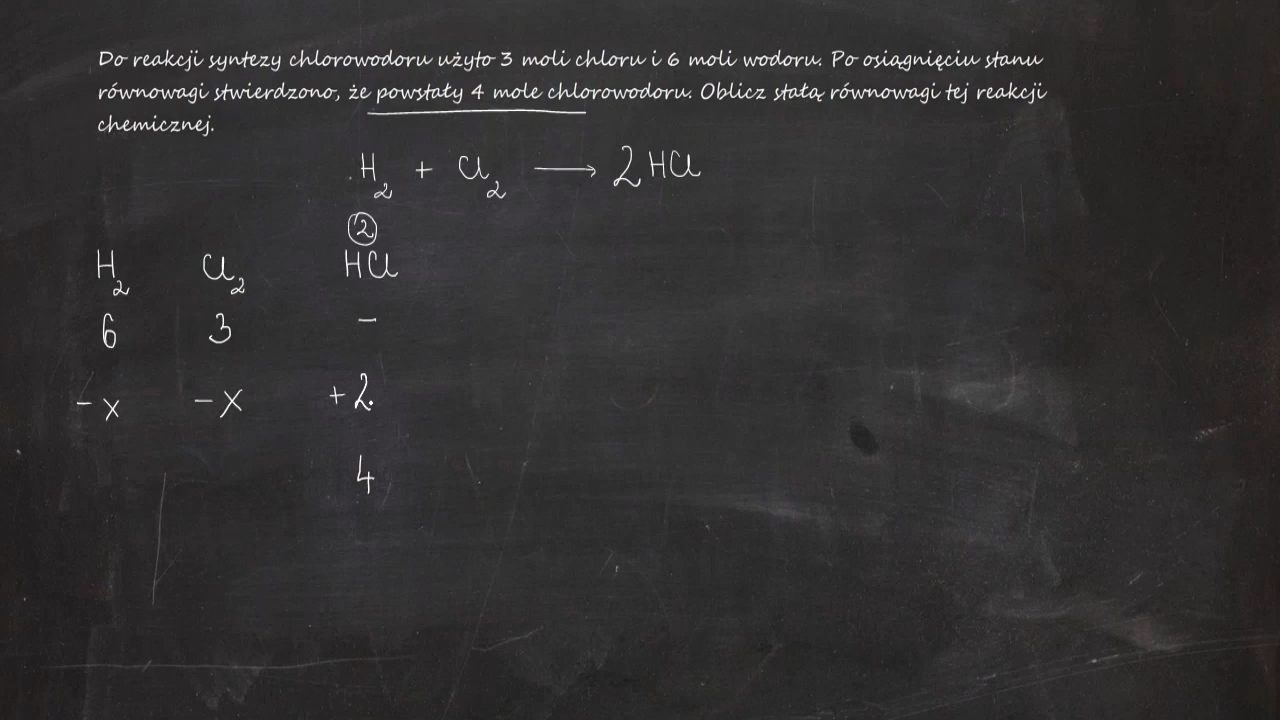 Do reakcji syntezy chlorowodoru użyto 3 moli chloru i 6 moli wodoru. Po osiągnięciu stanu
równowagi stwierdzono, że powstały 4 mole chlorowodoru. Oblicz stałą równowagi tej reakcji
chemicznej.
H₂ + Cl₂ ⟶ 2HCl
②
H₂ Cl₂ HCl
6 3 -
-x -x +2.
4